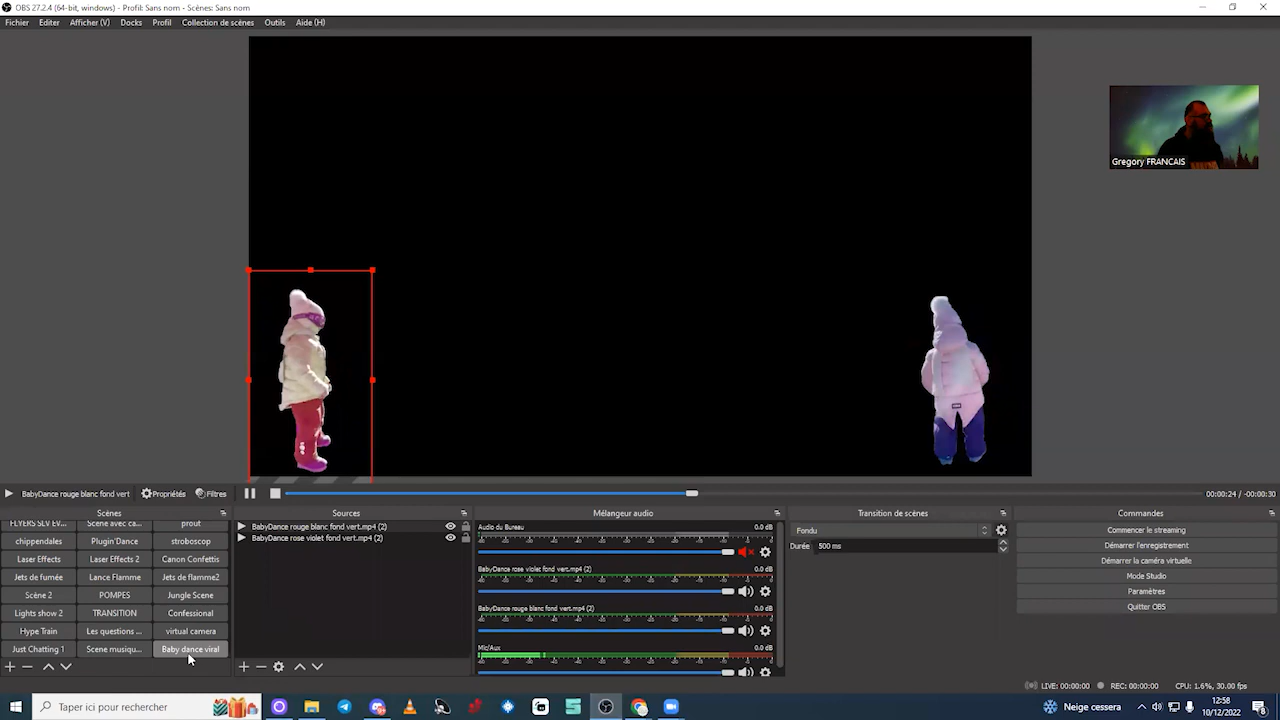 OBS 27.2.4 (64-bit, windows) - Profil: Sans nom - Scènes: Sans nom
Fichier Editer Afficher (V) Docks Profil Collection de scènes Outils Aide (H)
Gregory FRANCAIS
BabyDance rouge blanc fond vert Propriétés Filtres 00:00:24 / -00:00:30
Scènes Sources Mélangeur audio Transition de scènes Commandes
FLYERS SLV EV... Scene avec ca... prout
chippendales Plugin'Dance stroboscop
Laser Effects Laser Effects 2 Canon Confettis
Jets de fumée Lance Flamme Jets de flamme2
Scène 2 POMPES Jungle Scene
Lights show 2 TRANSITION Confessional
Hype Train Les questions ... virtual camera
Just Chatting 1 Scene musiqu... Baby dance viral
BabyDance rouge blanc fond vert.mp4 (2)
BabyDance rose violet fond vert.mp4 (2)
Audio du Bureau 0.0 dB
BabyDance rose violet fond vert.mp4 (2) 0.0 dB
BabyDance rouge blanc fond vert.mp4 (2) 0.0 dB
Mic/Aux 0.0 dB
Fondu
Durée 500 ms
Commencer le streaming
Démarrer l'enregistrement
Démarrer la caméra virtuelle
Mode Studio
Paramètres
Quitter OBS
LIVE: 00:00:00 REC: 00:00:00 CPU: 1.6%, 30.00 fps
Taper ici pour rechercher
Neige cessera
12:58
10/12/2022